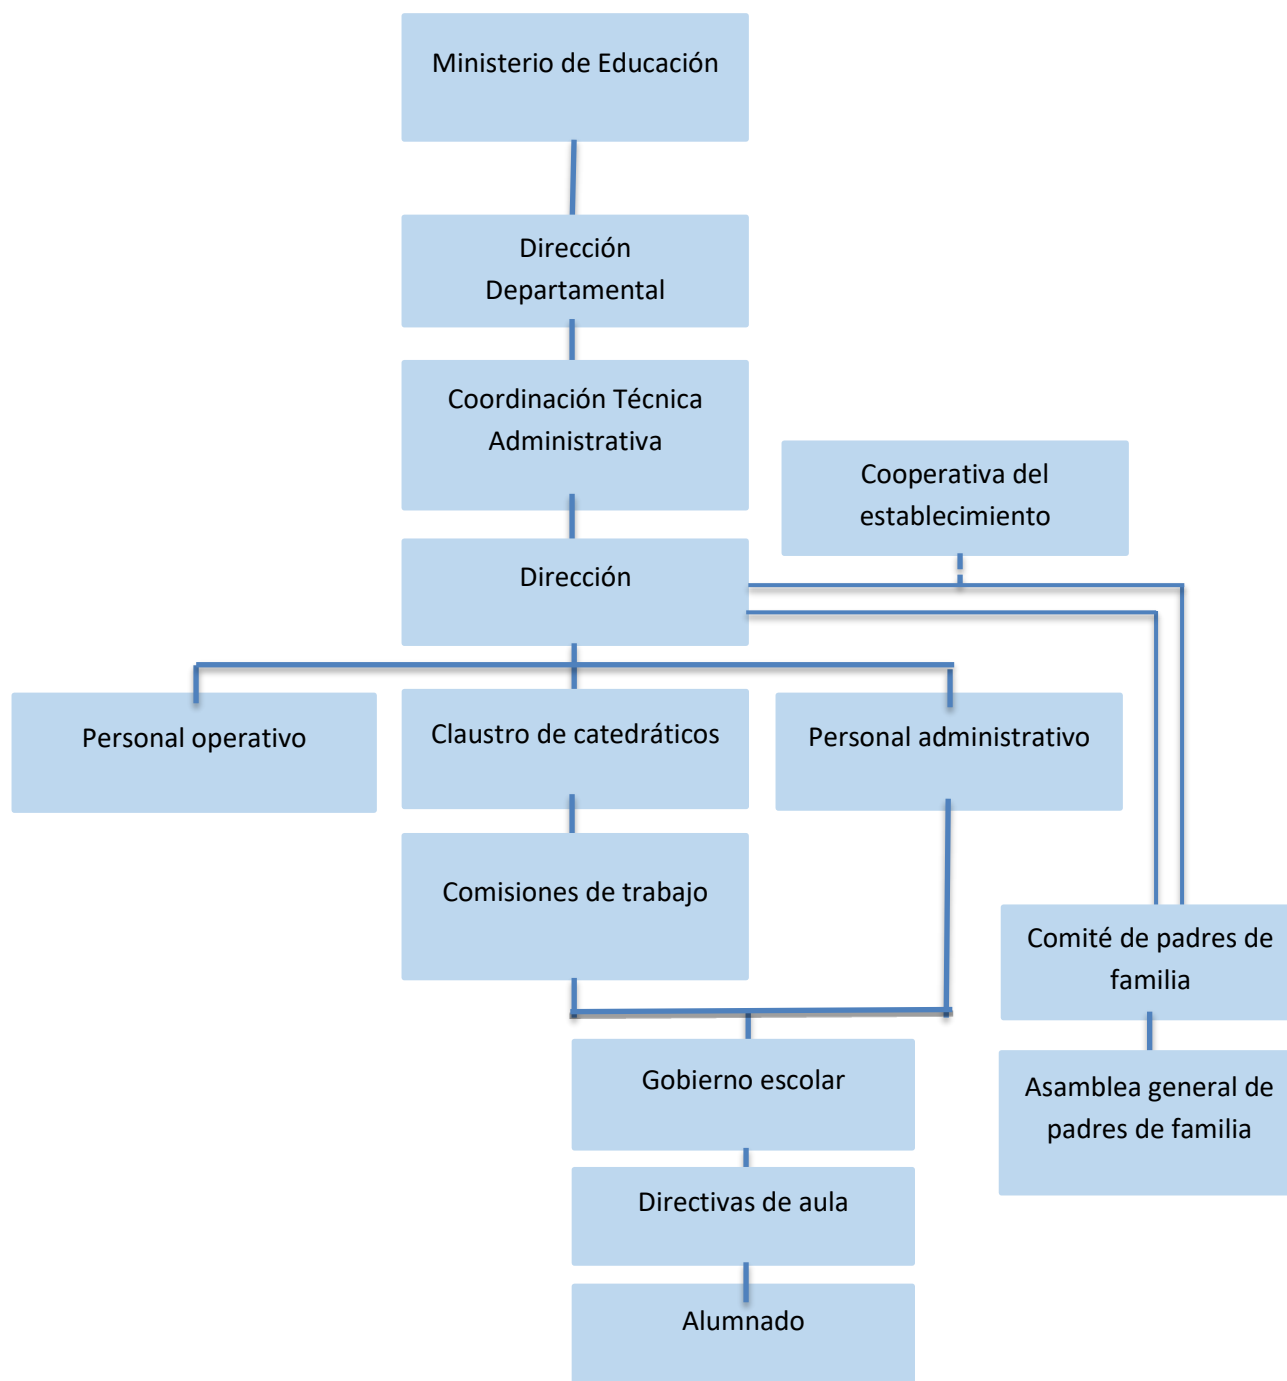 Ministerio de Educación
Dirección
Departamental
Coordinación Técnica
Administrativa
Cooperativa del
establecimiento
Dirección
Personal operativo
Claustro de catedráticos
Personal administrativo
Comisiones de trabajo
Comité de padres de
familia
Gobierno escolar
Asamblea general de
padres de familia
Directivas de aula
Alumnado